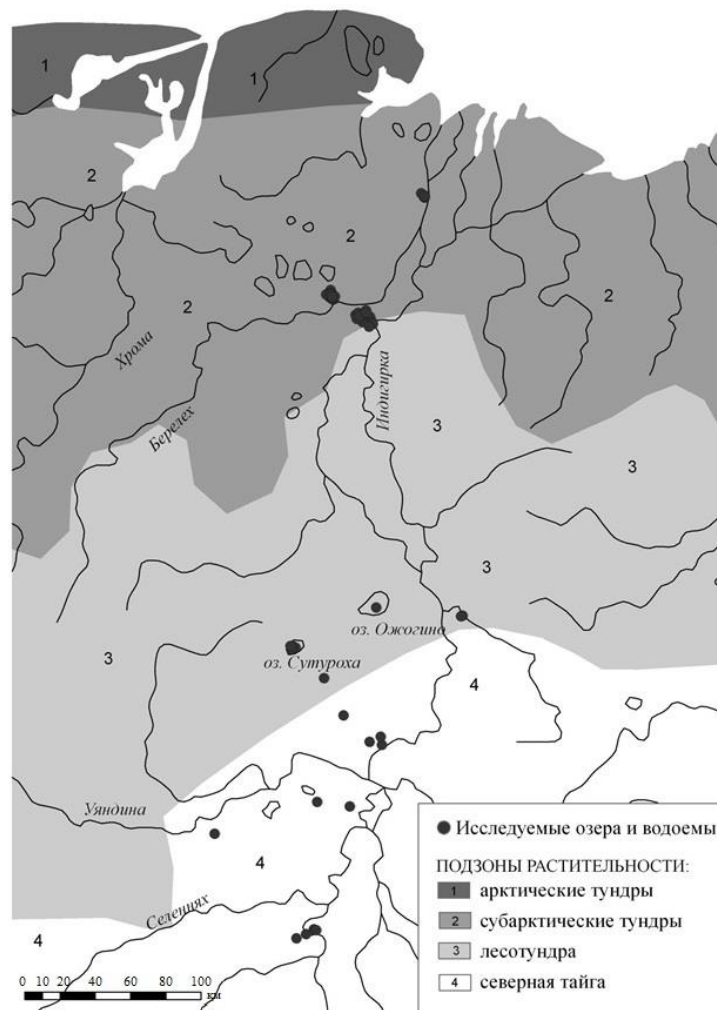 1
1
2
2
2
2
Хрома
Индигирка
Берелех
3
3
3
оз. Ожогино
оз. Сутуроха
3
4
Уяндина
4
Селеннях
4
Исследуемые озера и водоемы
ПОДЗОНЫ РАСТИТЕЛЬНОСТИ:
1 арктические тундры
2 субарктические тундры
3 лесотундра
4 северная тайга
0 10 20 40 60 80 100
км